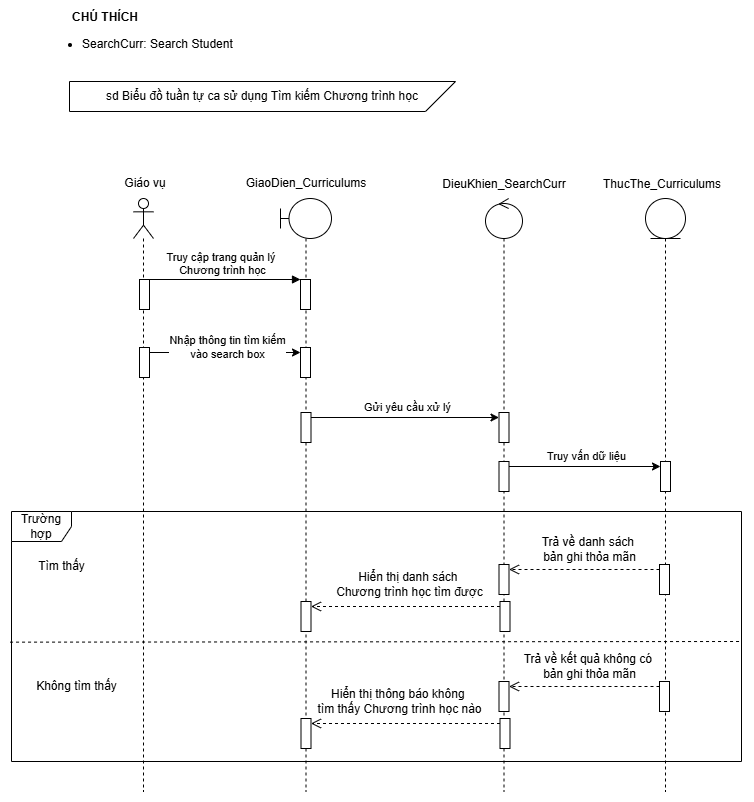 CHÚ THÍCH
SearchCurr: Search Student
sd Biểu đồ tuần tự ca sử dụng Tìm kiếm Chương trình học
Giáo vụ
GiaoDien_Curriculums
DieuKhien_SearchCurr
ThucThe_Curriculums
Truy cập trang quản lý
Chương trình học
Nhập thông tin tìm kiếm
vào search box
Gửi yêu cầu xử lý
Truy vấn dữ liệu
Trường
hợp
Tìm thấy
Trả về danh sách
bản ghi thỏa mãn
Hiển thị danh sách
Chương trình học tìm được
Không tìm thấy
Trả về kết quả không có
bản ghi thỏa mãn
Hiển thị thông báo không
tìm thấy Chương trình học nào